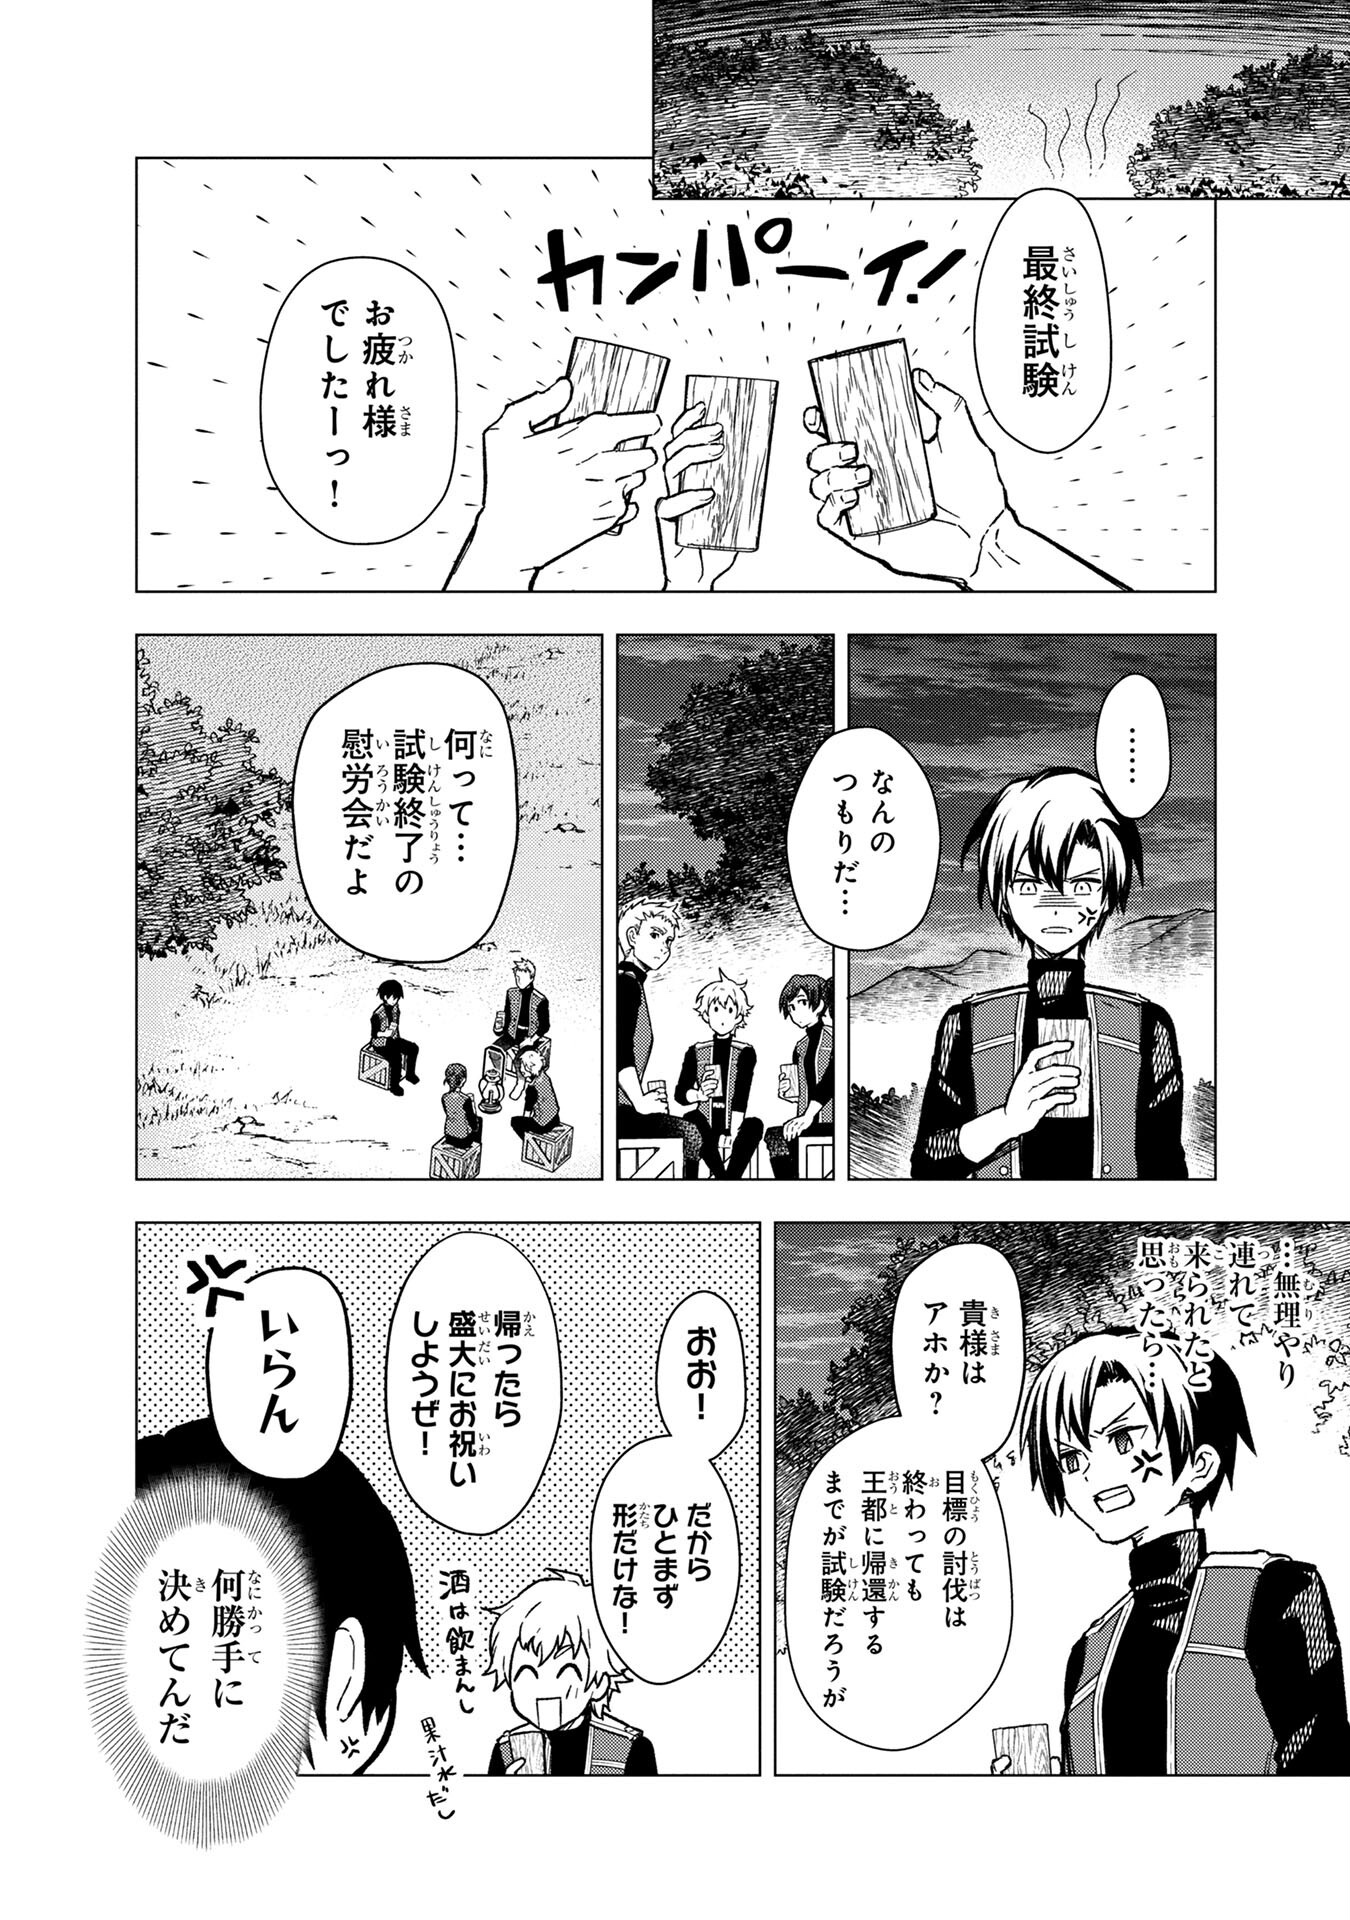 最終試験
カンパーイ!
お疲れ様
でしたーっ!
……
なんの
つもりだ…
何って…
試験終了の
慰労会だよ
…無理やり
連れて
来られたと
思ったら…
貴様は
アホか?
目標の討伐は
終わっても
王都に帰還する
までが試験だろうが
おお!
だから
ひとまず
形だけな!
帰ったら
盛大にお祝い
しようぜ!
酒は飲まんし
果汁水だし
いらん
何勝手に
決めてんだ